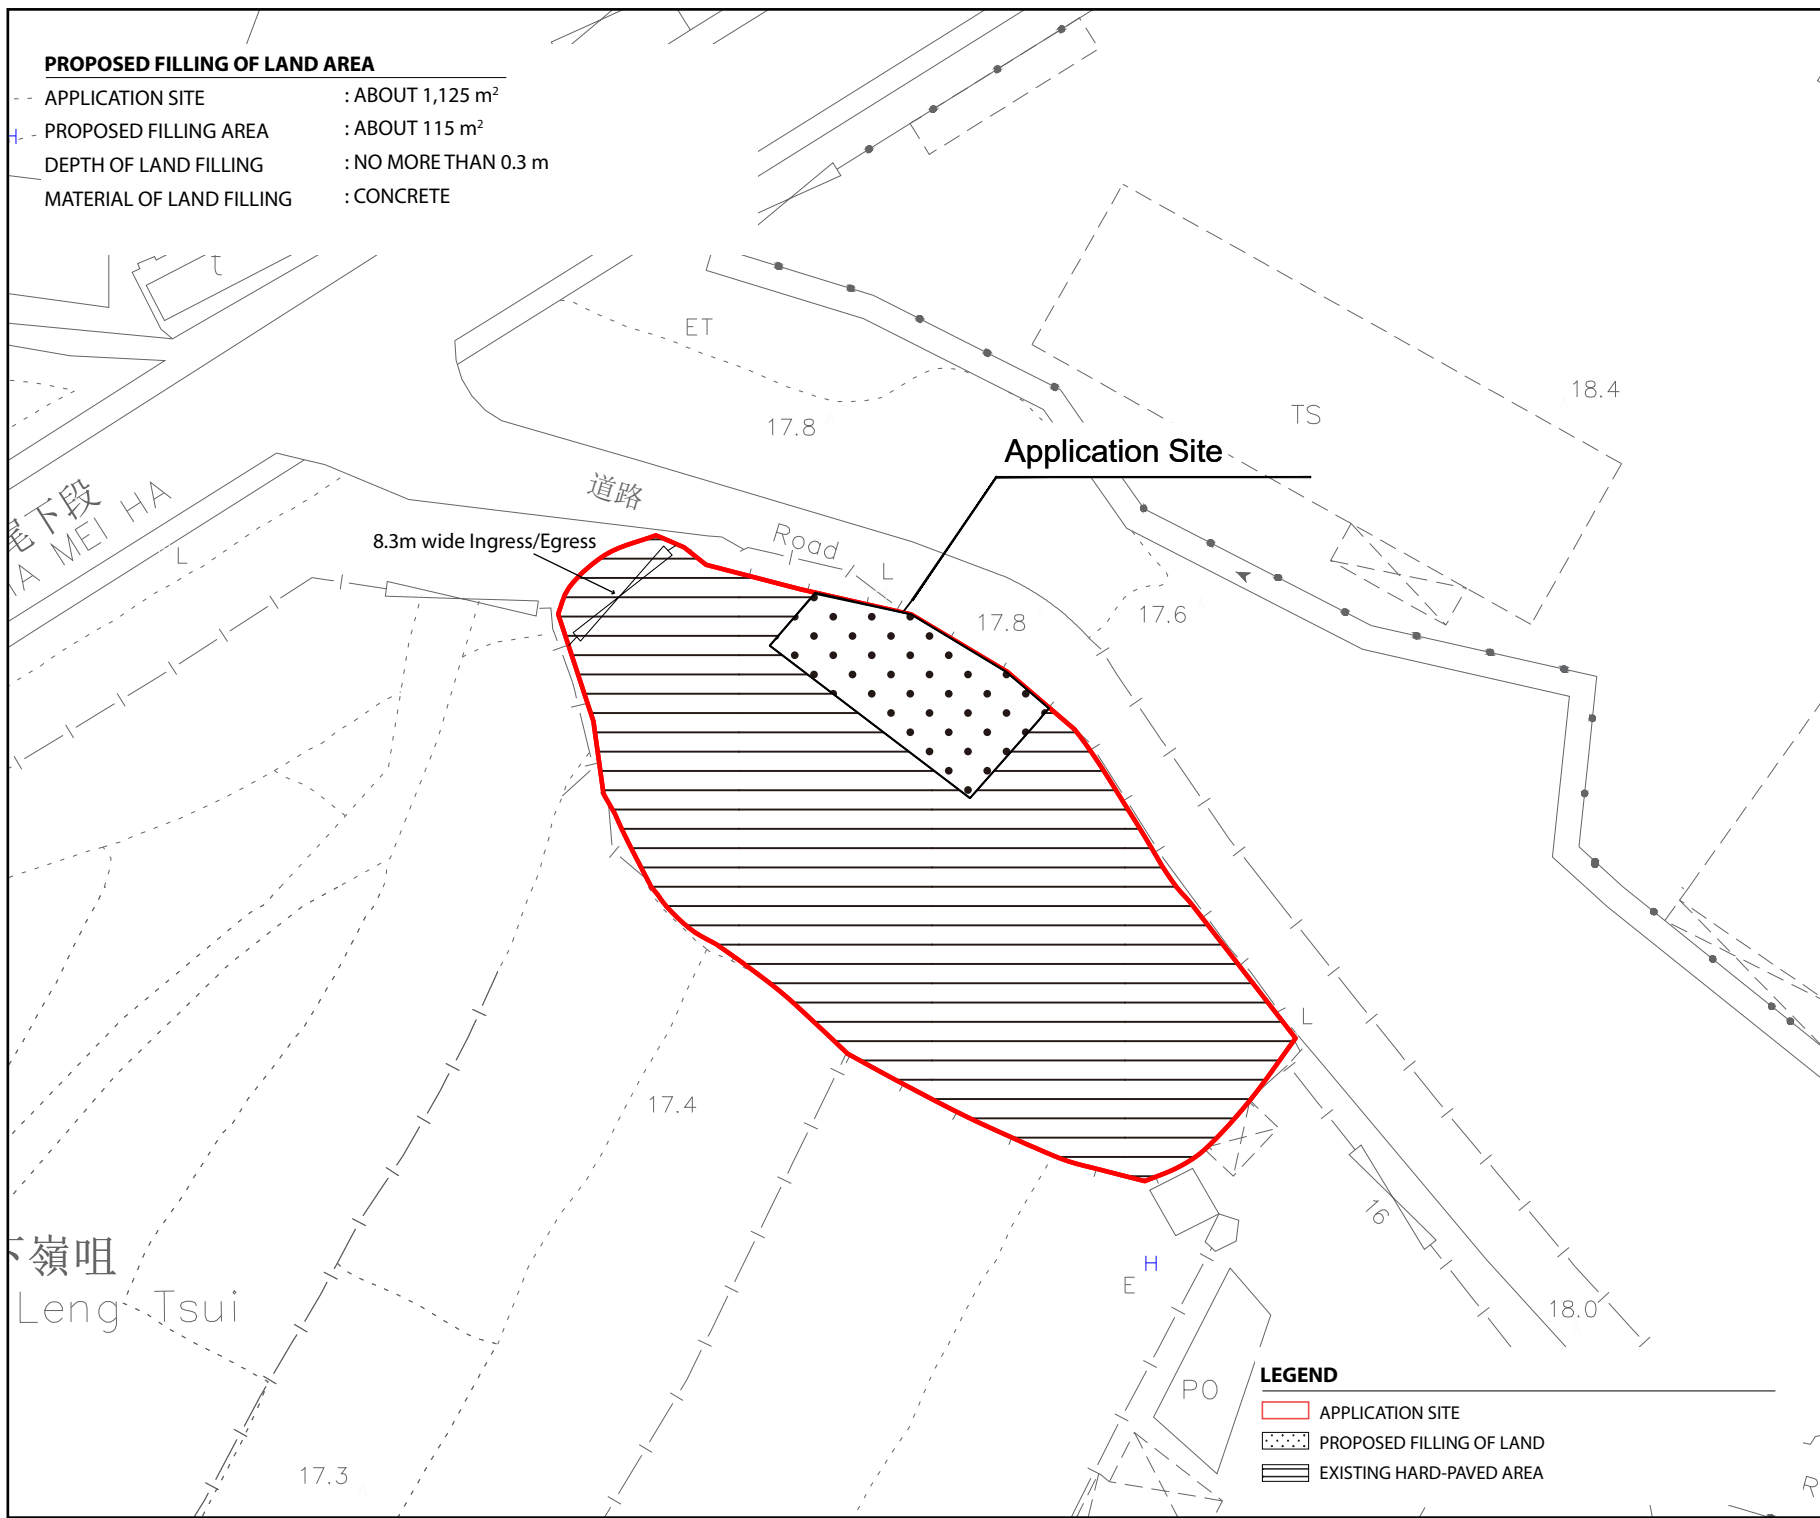 PROPOSED FILLING OF LAND AREA
APPLICATION SITE : ABOUT 1,125 m²
PROPOSED FILLING AREA : ABOUT 115 m²
DEPTH OF LAND FILLING : NO MORE THAN 0.3 m
MATERIAL OF LAND FILLING : CONCRETE
H
t
ET
18.4
TS
17.8
Application Site
道路
Road
尾下段
MEI HA
L
8.3m wide Ingress/Egress
L
17.8
17.6
L
17.4
16
下嶺咀
Leng Tsui
H
E
18.0
PO
17.3
LEGEND
APPLICATION SITE
PROPOSED FILLING OF LAND
EXISTING HARD-PAVED AREA
R